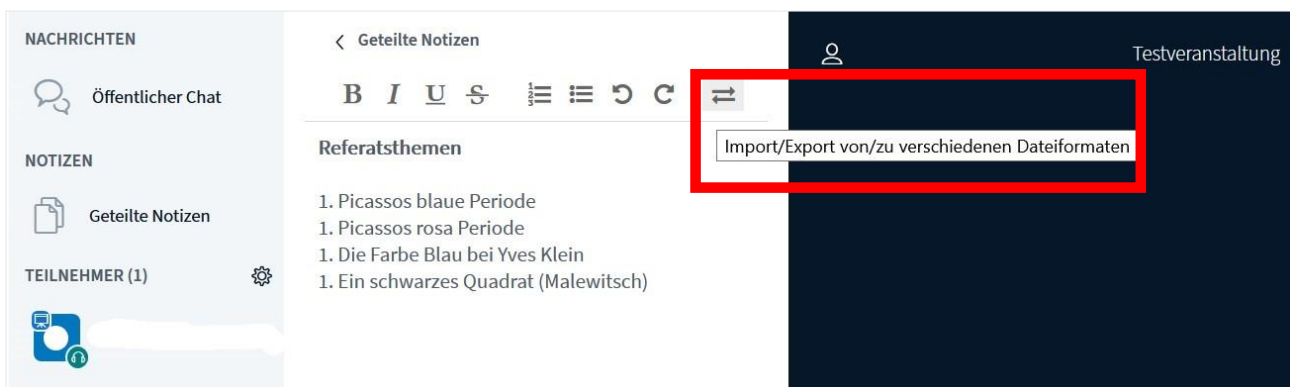 NACHRICHTEN
Öffentlicher Chat
NOTIZEN
Geteilte Notizen
TEILNEHMER (1)
Geteilte Notizen
B I U S
Referatsthemen
1. Picassos blaue Periode
1. Picassos rosa Periode
1. Die Farbe Blau bei Yves Klein
1. Ein schwarzes Quadrat (Malewitsch)
Import/Export von/zu verschiedenen Dateiformaten
Testveranstaltung